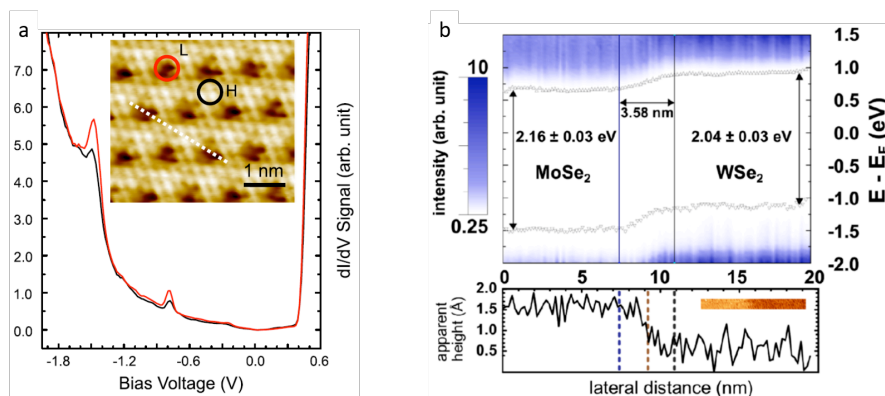 a
7.0
6.0
5.0
4.0
3.0
2.0
1.0
0.0
-1.8
-1.2
-0.6
0.0
0.6
Bias Voltage (V)
dI/dV Signal (arb. unit)
L
H
1 nm
b
10
0.25
intensity (arb. unit)
3.58 nm
2.16 ± 0.03 eV
2.04 ± 0.03 eV
MoSe₂
WSe₂
1.5
1.0
0.5
0.0
-0.5
-1.0
-1.5
-2.0
E - E_F (eV)
0
5
10
15
20
2.0
1.5
1.0
0.5
apparent
height (Å)
lateral distance (nm)